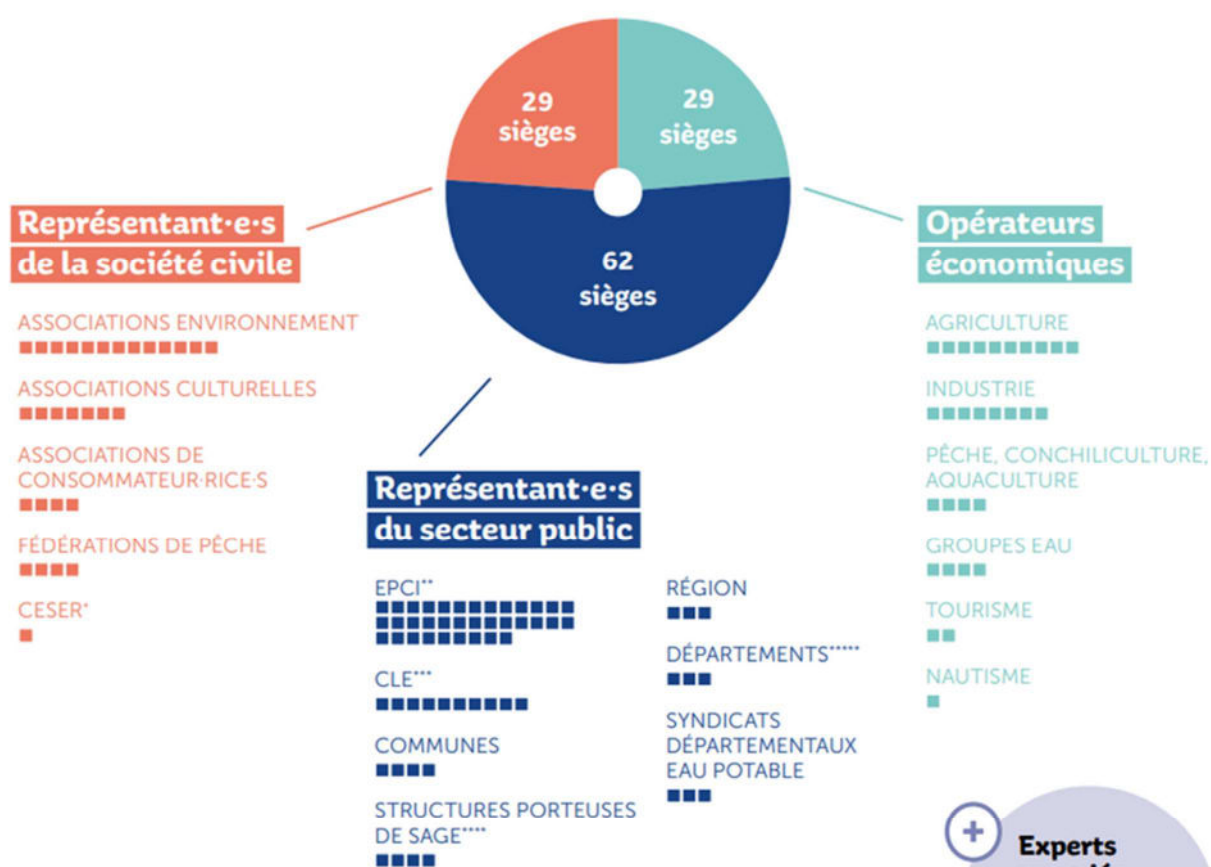 29
sièges
29
sièges
62
sièges
Représentant·e·s
de la société civile
ASSOCIATIONS ENVIRONNEMENT
ASSOCIATIONS CULTURELLES
ASSOCIATIONS DE
CONSOMMATEUR·RICE·S
FÉDÉRATIONS DE PÊCHE
CESER*
Représentant·e·s
du secteur public
EPCI**
CLE***
COMMUNES
STRUCTURES PORTEUSES
DE SAGE****
RÉGION
DÉPARTEMENTS*****
SYNDICATS
DÉPARTEMENTAUX
EAU POTABLE
Opérateurs
économiques
AGRICULTURE
INDUSTRIE
PÊCHE, CONCHILICULTURE,
AQUACULTURE
GROUPES EAU
TOURISME
NAUTISME
+
Experts